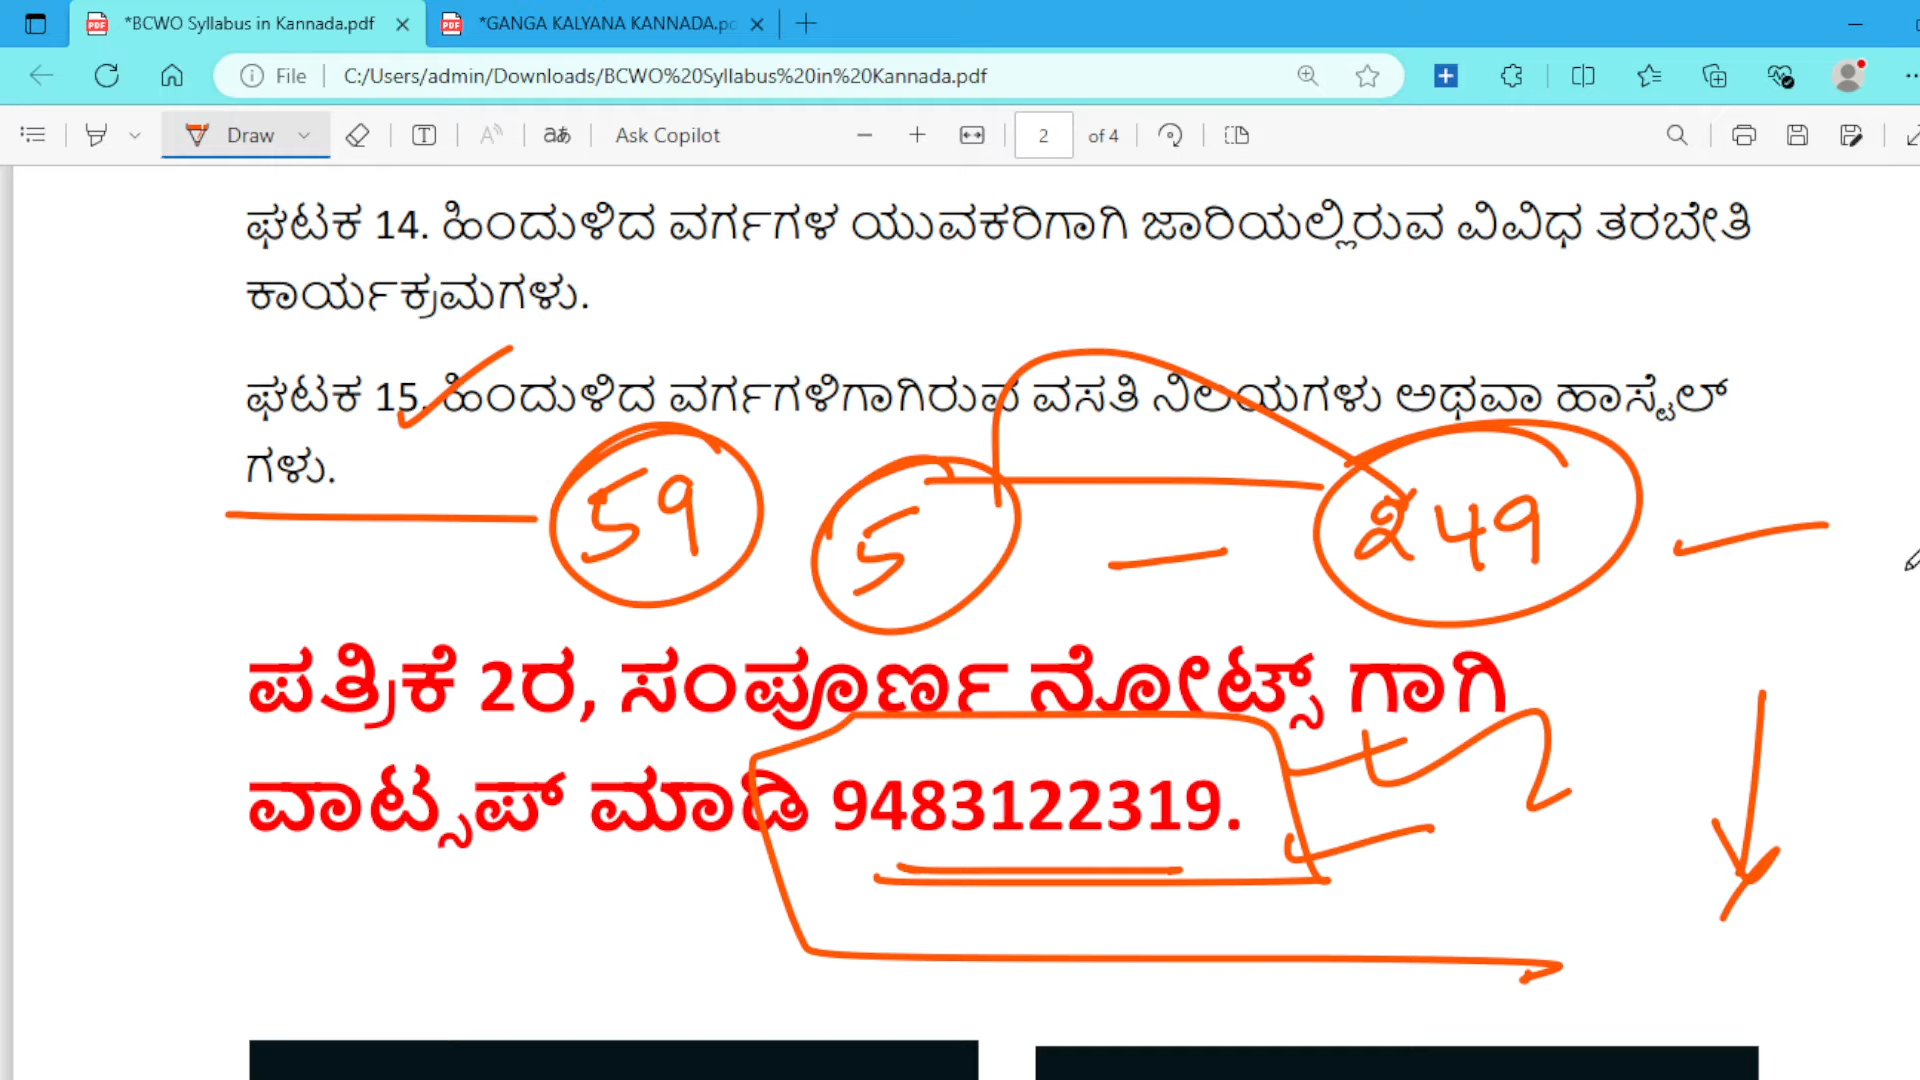 *BCWO Syllabus in Kannada.pdf
*GANGA KALYANA KANNADA.pd
File
C:/Users/admin/Downloads/BCWO%20Syllabus%20in%20Kannada.pdf
Draw
Ask Copilot
2 of 4
ಘಟಕ 14. ಹಿಂದುಳಿದ ವರ್ಗಗಳ ಯುವಕರಿಗಾಗಿ ಜಾರಿಯಲ್ಲಿರುವ ವಿವಿಧ ತರಬೇತಿ
ಕಾರ್ಯಕ್ರಮಗಳು.
ಘಟಕ 15. ಹಿಂದುಳಿದ ವರ್ಗಗಳಿಗಾಗಿರುವ ವಸತಿ ನಿಲಯಗಳು ಅಥವಾ ಹಾಸ್ಟೆಲ್
ಗಳು.
59 5 249
ಪತ್ರಿಕೆ 2ರ, ಸಂಪೂರ್ಣ ನೋಟ್ಸ್ ಗಾಗಿ
ವಾಟ್ಸಪ್ ಮಾಡಿ 9483122319.